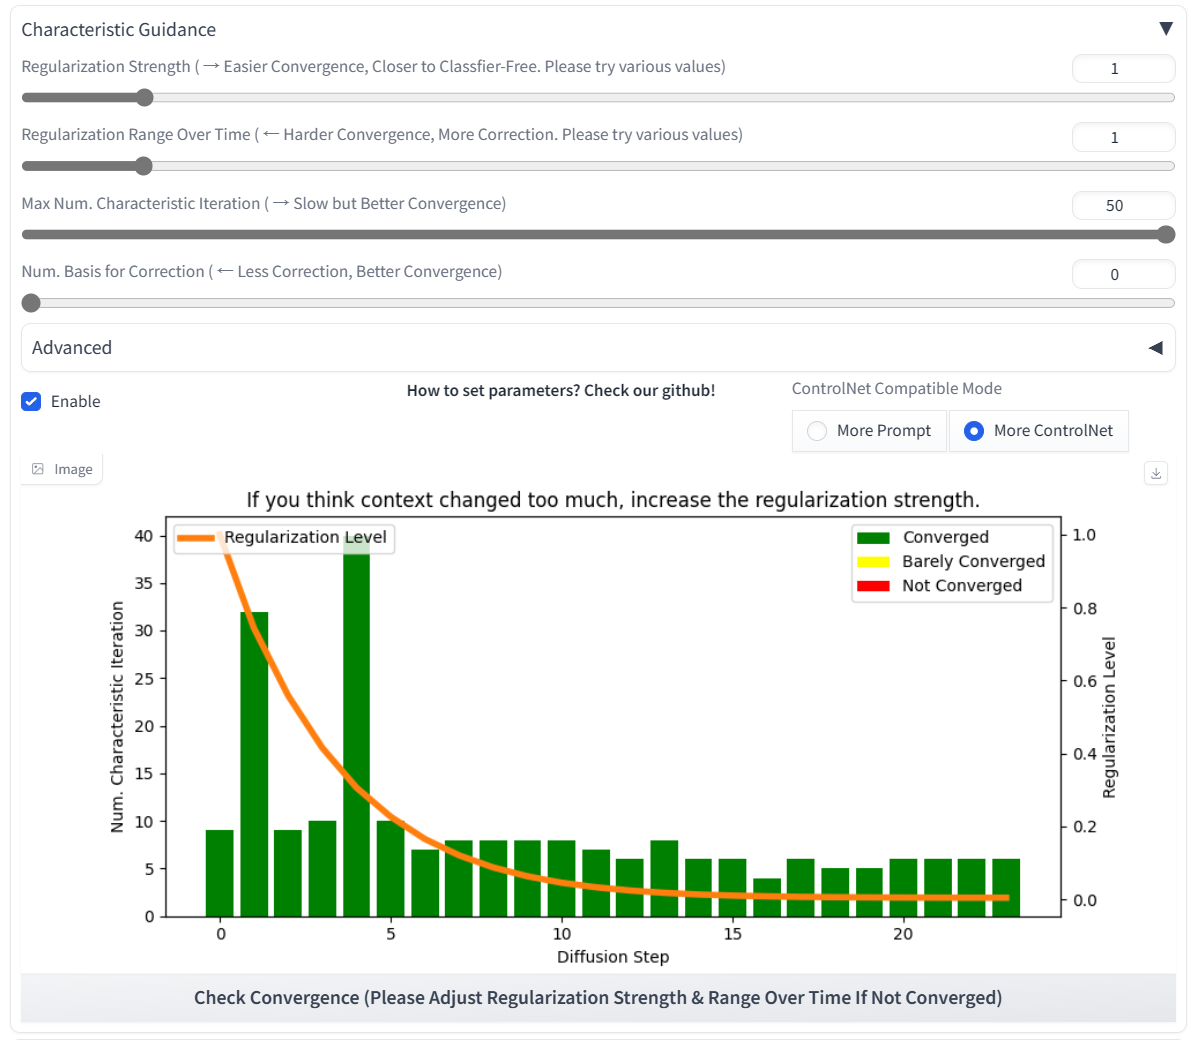 Characteristic Guidance ▼
Regularization Strength ( → Easier Convergence, Closer to Classfier-Free. Please try various values)
1
Regularization Range Over Time ( ← Harder Convergence, More Correction. Please try various values)
1
Max Num. Characteristic Iteration ( → Slow but Better Convergence)
50
Num. Basis for Correction ( ← Less Correction, Better Convergence)
0
Advanced ◀
Enable
How to set parameters? Check our github!
ControlNet Compatible Mode
More Prompt
More ControlNet
Image
If you think context changed too much, increase the regularization strength.
Regularization Level
Converged
Barely Converged
Not Converged
Num. Characteristic Iteration
40
35
30
25
20
15
10
5
0
1.0
0.8
0.6
0.4
0.2
0.0
Regularization Level
0 5 10 15 20
Diffusion Step
Check Convergence (Please Adjust Regularization Strength & Range Over Time If Not Converged)